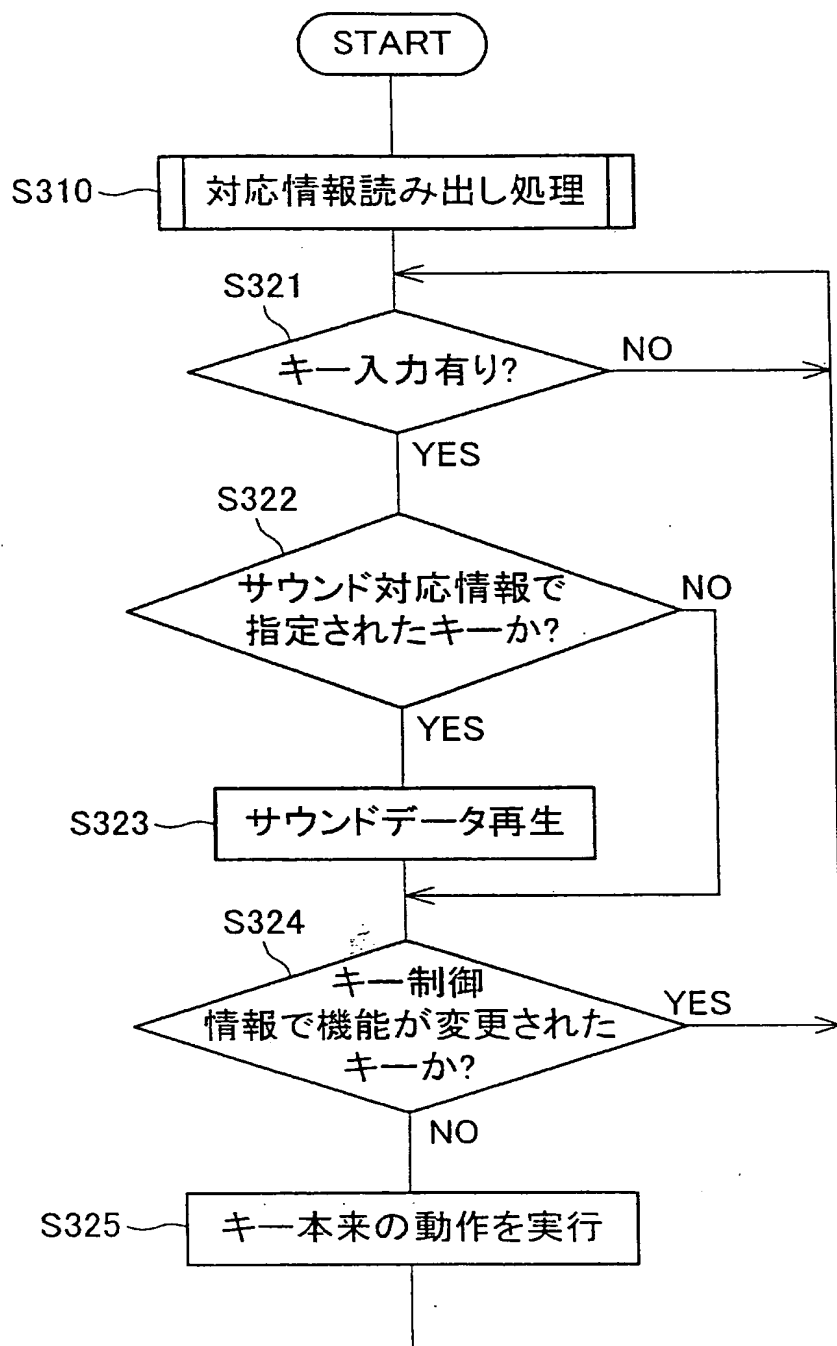 START
S310
対応情報読み出し処理
S321
キー入力有り?
NO
YES
S322
サウンド対応情報で
指定されたキーか?
NO
YES
S323
サウンドデータ再生
S324
キー制御
情報で機能が変更された
キーか?
YES
NO
S325
キー本来の動作を実行